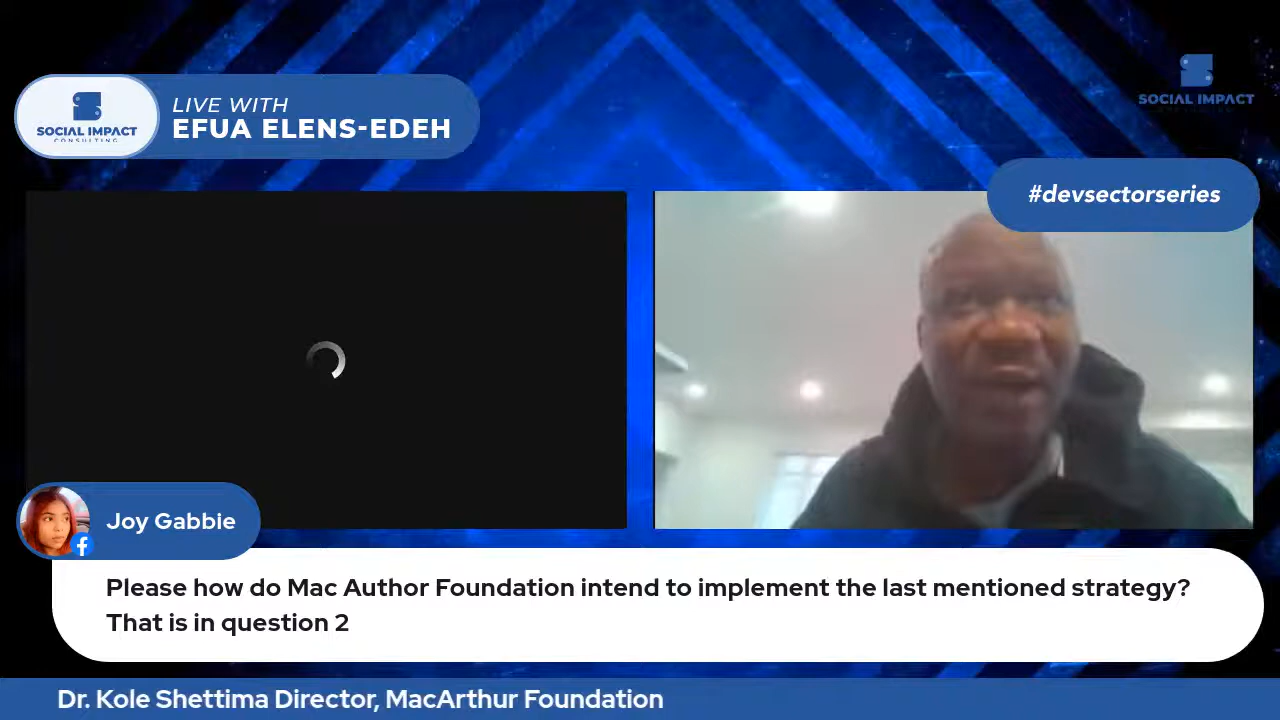 LIVE WITH
EFUA ELENS-EDEH
SOCIAL IMPACT
CONSULTING
SOCIAL IMPACT
#devsectorseries
Joy Gabbie
Please how do Mac Author Foundation intend to implement the last mentioned strategy?
That is in question 2
Dr. Kole Shettima Director, MacArthur Foundation